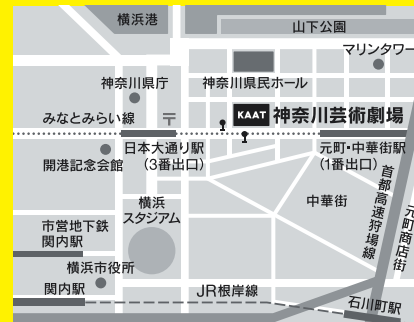 横浜港
山下公園
マリンタワー
神奈川県庁
神奈川県民ホール
みなとみらい線
〒
KAAT 神奈川芸術劇場
日本大通り駅
(3番出口)
元町・中華街駅
(1番出口)
開港記念会館
横浜
スタジアム
中華街
首都高速狩場線
元町商店街
市営地下鉄
関内駅
横浜市役所
関内駅
JR根岸線
石川町駅